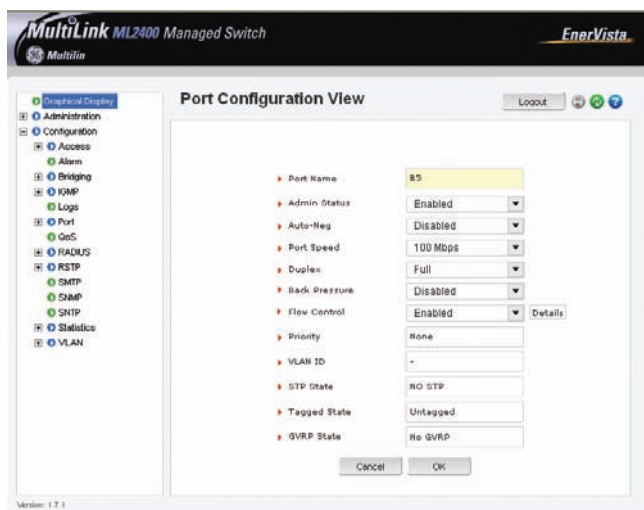 MultiLink ML2400 Managed Switch
EnerVista
Multilin
Graphical Display
Administration
Configuration
Access
Alarm
Bridging
IGMP
Logs
Port
QoS
RADIUS
RSTP
SMTP
SNMP
SNTP
Statistics
VLAN
Port Configuration View
Logout
Port Name B5
Admin Status Enabled
Auto-Neg Disabled
Port Speed 100 Mbps
Duplex Full
Back Pressure Disabled
Flow Control Enabled Details
Priority None
VLAN ID -
STP State NO STP
Tagged State Untagged
GVRP State No GVRP
Cancel OK
Version: 1.7.1